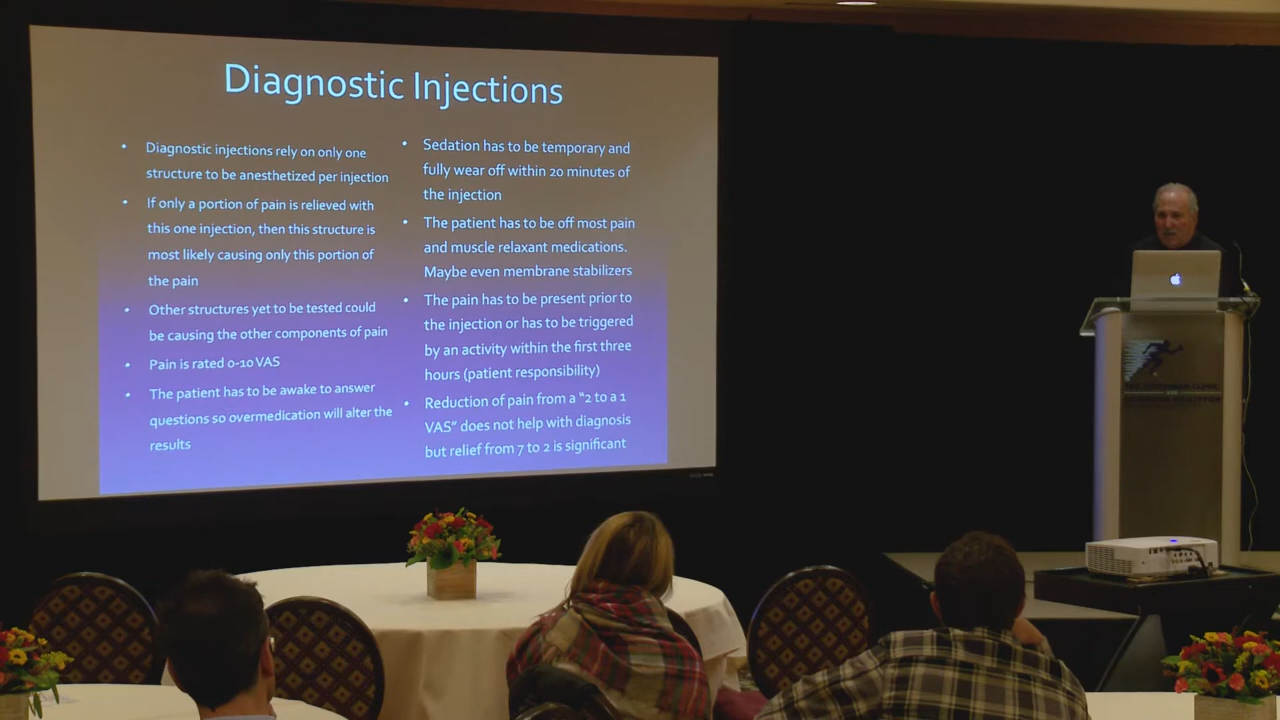 Diagnostic Injections
• Diagnostic injections rely on only one
structure to be anesthetized per injection
• If only a portion of pain is relieved with
this one injection, then this structure is
most likely causing only this portion of
the pain
• Other structures yet to be tested could
be causing the other components of pain
• Pain is rated 0-10 VAS
• The patient has to be awake to answer
questions so overmedication will alter the
results
• Sedation has to be temporary and
fully wear off within 20 minutes of
the injection
• The patient has to be off most pain
and muscle relaxant medications.
Maybe even membrane stabilizers
• The pain has to be present prior to
the injection or has to be triggered
by an activity within the first three
hours (patient responsibility)
• Reduction of pain from a “2 to a 1
VAS” does not help with diagnosis
but relief from 7 to 2 is significant